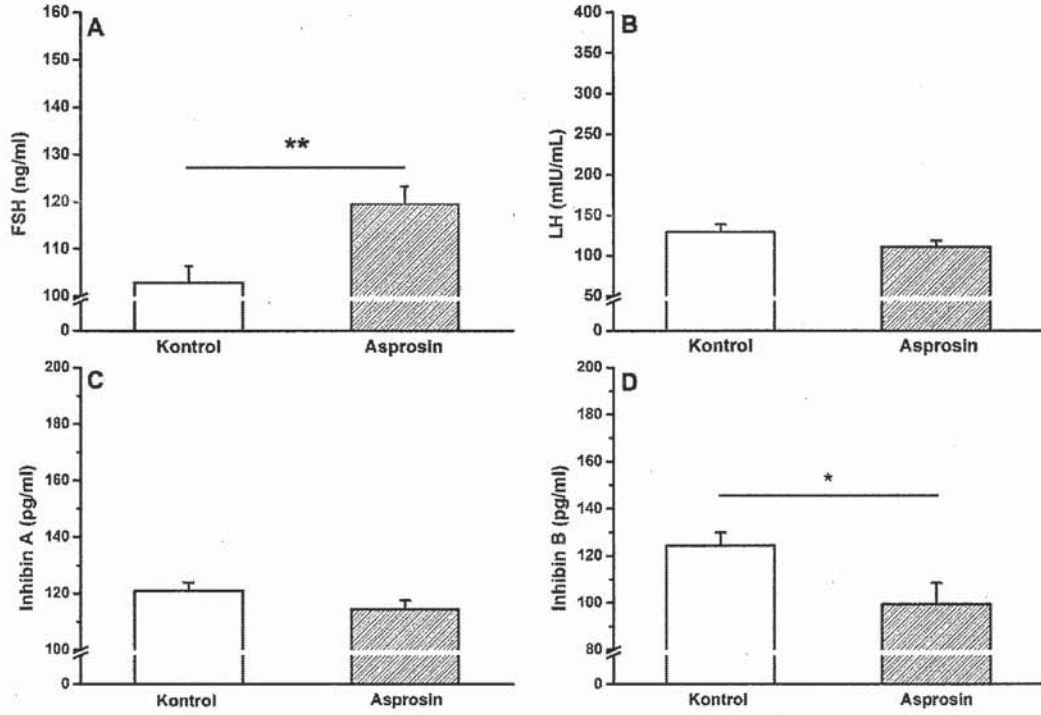 A
FSH (ng/ml)
160
150
140
130
120
110
100
0
**
Kontrol
Asprosin
B
LH (mIU/mL)
400
350
300
250
200
150
100
50
0
Kontrol
Asprosin
C
Inhibin A (pg/ml)
200
180
160
140
120
100
0
Kontrol
Asprosin
D
Inhibin B (pg/ml)
200
180
160
140
120
100
80
0
*
Kontrol
Asprosin